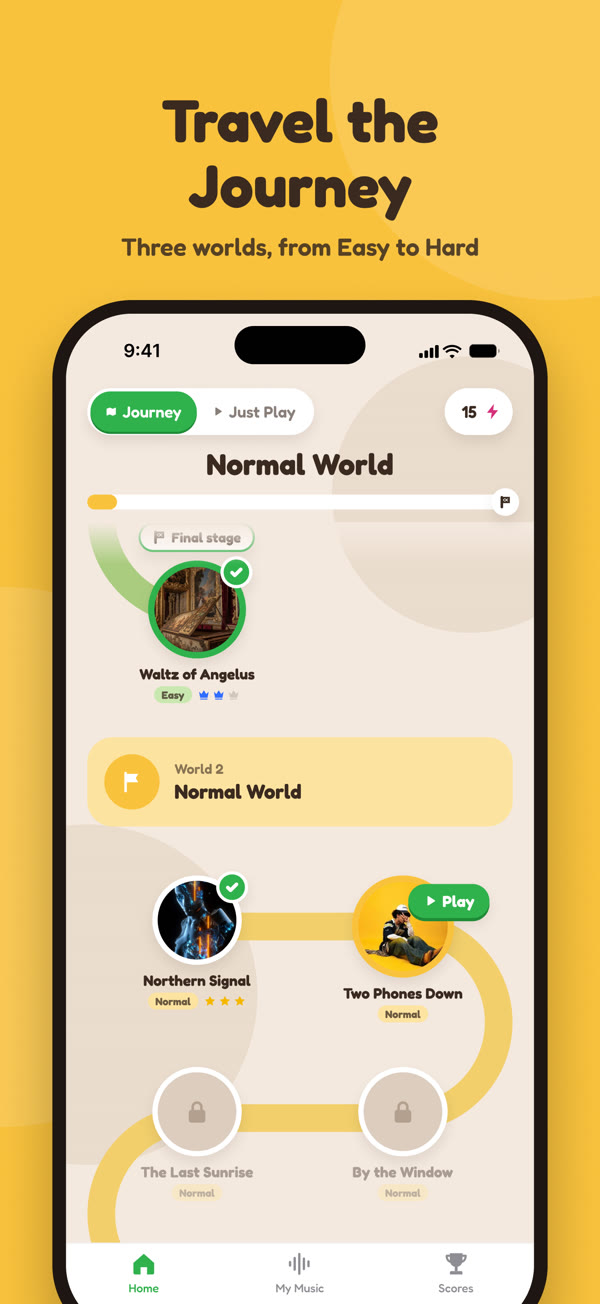 Travel the
Journey
Three worlds, from Easy to Hard
9:41
Journey
Just Play
15
Normal World
Final stage
Waltz of Angelus
Easy
World 2
Normal World
Play
Northern Signal
Normal
Two Phones Down
Normal
The Last Sunrise
Normal
By the Window
Normal
Home
My Music
Scores